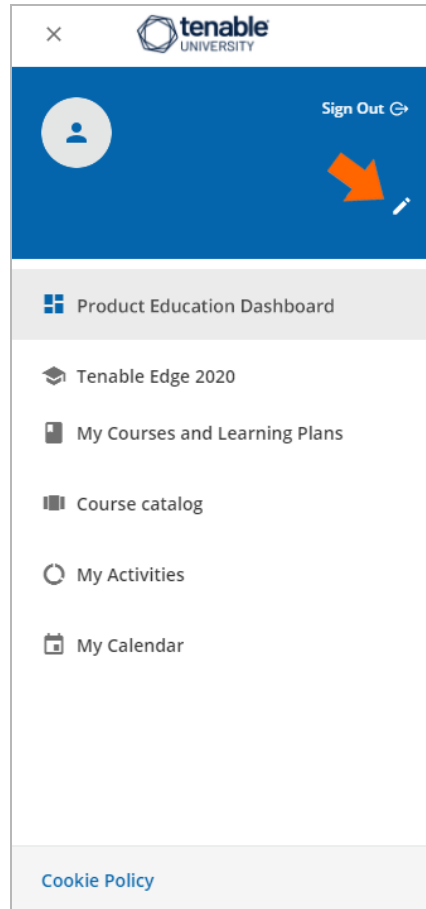 tenable
UNIVERSITY
Sign Out
Product Education Dashboard
Tenable Edge 2020
My Courses and Learning Plans
Course catalog
My Activities
My Calendar
Cookie Policy